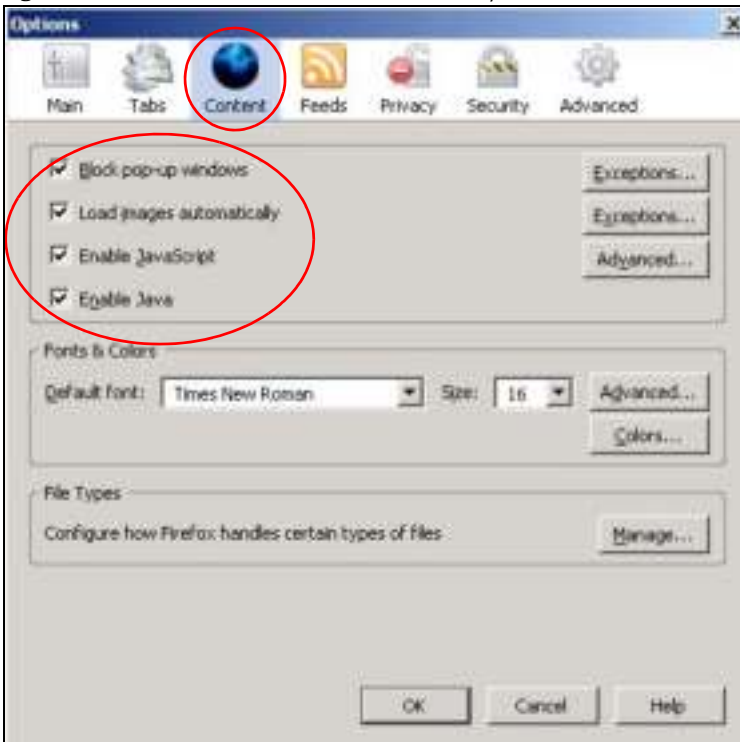 Options
Main Tabs Content Feeds Privacy Security Advanced
Block pop-up windows Exceptions...
Load images automatically Exceptions...
Enable JavaScript Advanced...
Enable Java
Fonts & Colors
Default font: Times New Roman Size: 16 Advanced...
Colors...
File Types
Configure how Firefox handles certain types of files Manage...
OK Cancel Help